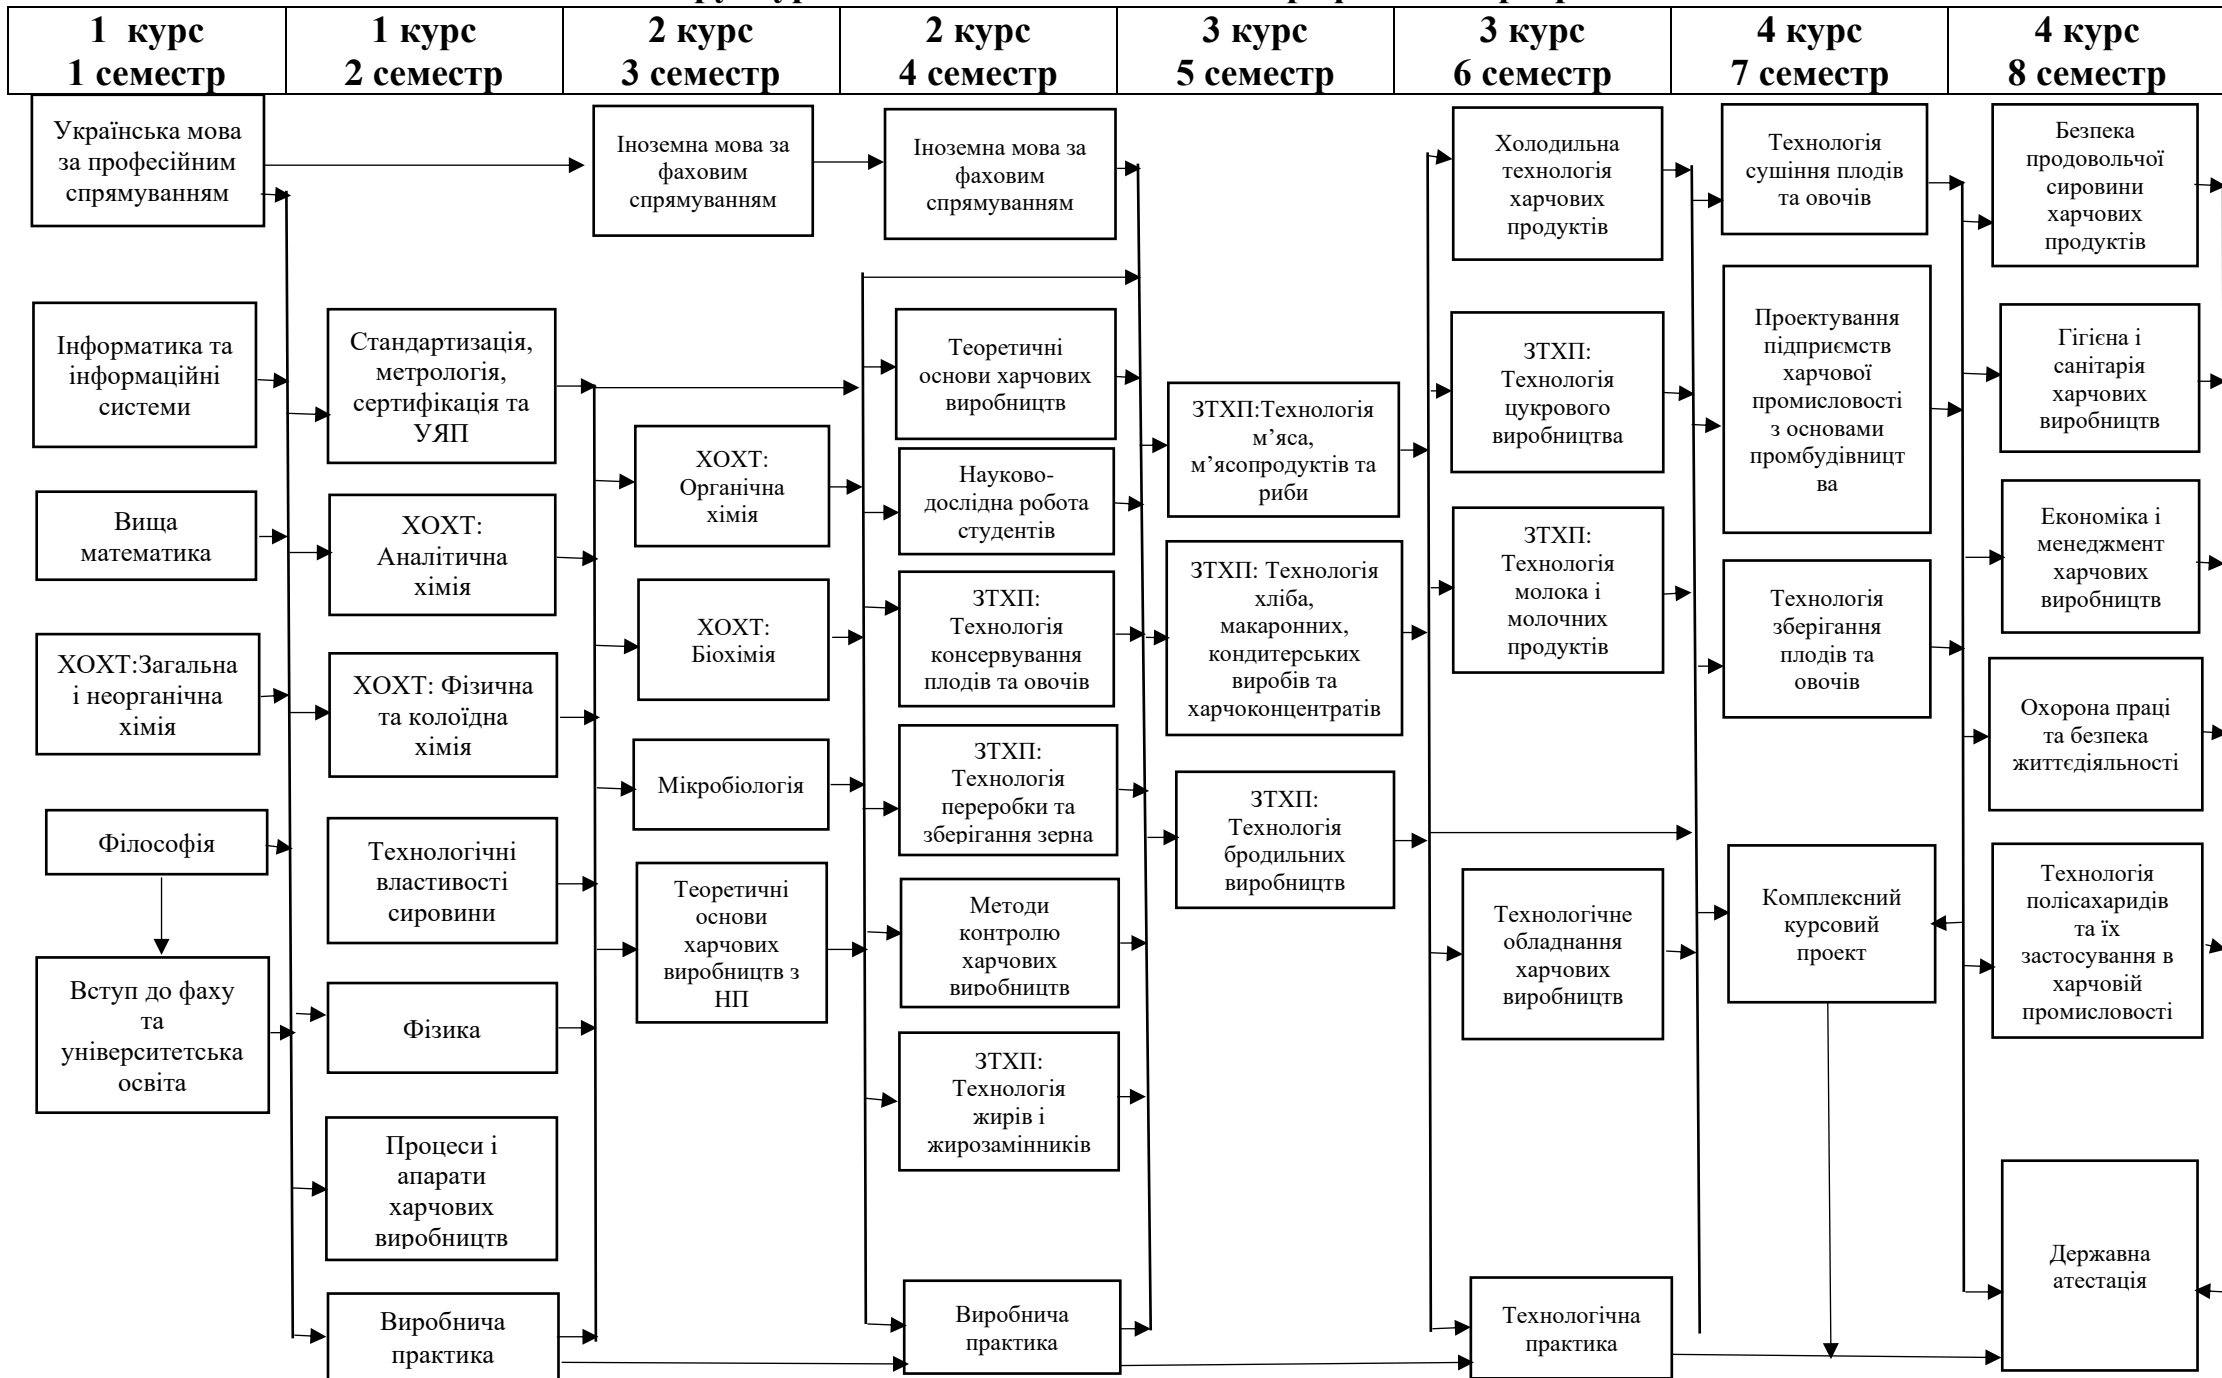 1 курс
1 семестр
1 курс
2 семестр
2 курс
3 семестр
2 курс
4 семестр
3 курс
5 семестр
3 курс
6 семестр
4 курс
7 семестр
4 курс
8 семестр
Українська мова
за професійним
спрямуванням
Інформатика та
інформаційні
системи
Вища
математика
ХОХТ:Загальна
і неорганічна
хімія
Філософія
Вступ до фаху
та
університетська
освіта
Стандартизація,
метрологія,
сертифікація та
УЯП
ХОХТ:
Аналітична
хімія
ХОХТ: Фізична
та колоїдна
хімія
Технологічні
властивості
сировини
Фізика
Процеси і
апарати
харчових
виробництв
Виробнича
практика
Іноземна мова за
фаховим
спрямуванням
ХОХТ:
Органічна
хімія
ХОХТ:
Біохімія
Мікробіологія
Теоретичні
основи
харчових
виробництв з
НП
Іноземна мова за
фаховим
спрямуванням
Теоретичні
основи харчових
виробництв
Науково-
дослідна робота
студентів
ЗТХП:
Технологія
консервування
плодів та овочів
ЗТХП:
Технологія
переробки та
зберігання зерна
Методи
контролю
харчових
виробництв
ЗТХП:
Технологія
жирів і
жирозамінників
Виробнича
практика
ЗТХП:Технологія
м’яса,
м’ясопродуктів та
риби
ЗТХП: Технологія
хліба,
макаронних,
кондитерських
виробів та
харчоконцентратів
ЗТХП:
Технологія
бродильних
виробництв
Холодильна
технологія
харчових
продуктів
ЗТХП:
Технологія
цукрового
виробництва
ЗТХП:
Технологія
молока і
молочних
продуктів
Технологічне
обладнання
харчових
виробництв
Технологічна
практика
Технологія
сушіння плодів
та овочів
Проектування
підприємств
харчової
промисловості
з основами
промбудівницт
ва
Технологія
зберігання
плодів та
овочів
Комплексний
курсовий
проект
Безпека
продовольчої
сировини
харчових
продуктів
Гігієна і
санітарія
харчових
виробництв
Економіка і
менеджмент
харчових
виробництв
Охорона праці
та безпека
життєдіяльності
Технологія
полісахаридів
та їх
застосування в
харчовій
промисловості
Державна
атестація